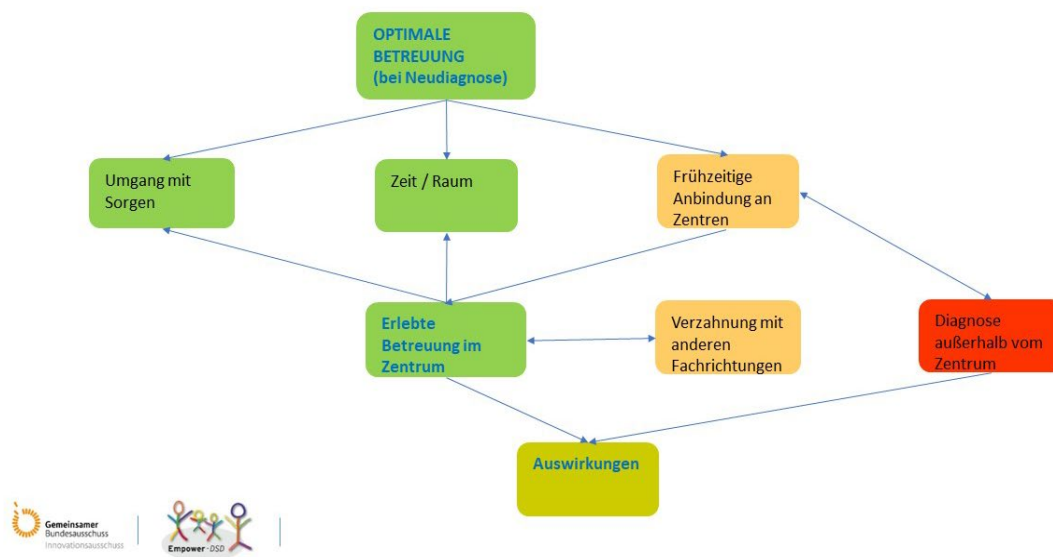 OPTIMALE
BETREUUNG
(bei Neudiagnose)
Umgang mit
Sorgen
Zeit / Raum
Frühzeitige
Anbindung an
Zentren
Erlebte
Betreuung im
Zentrum
Verzahnung mit
anderen
Fachrichtungen
Diagnose
außerhalb vom
Zentrum
Auswirkungen
Gemeinsamer
Bundesausschuss
Innovationsausschuss
Empower-DSD